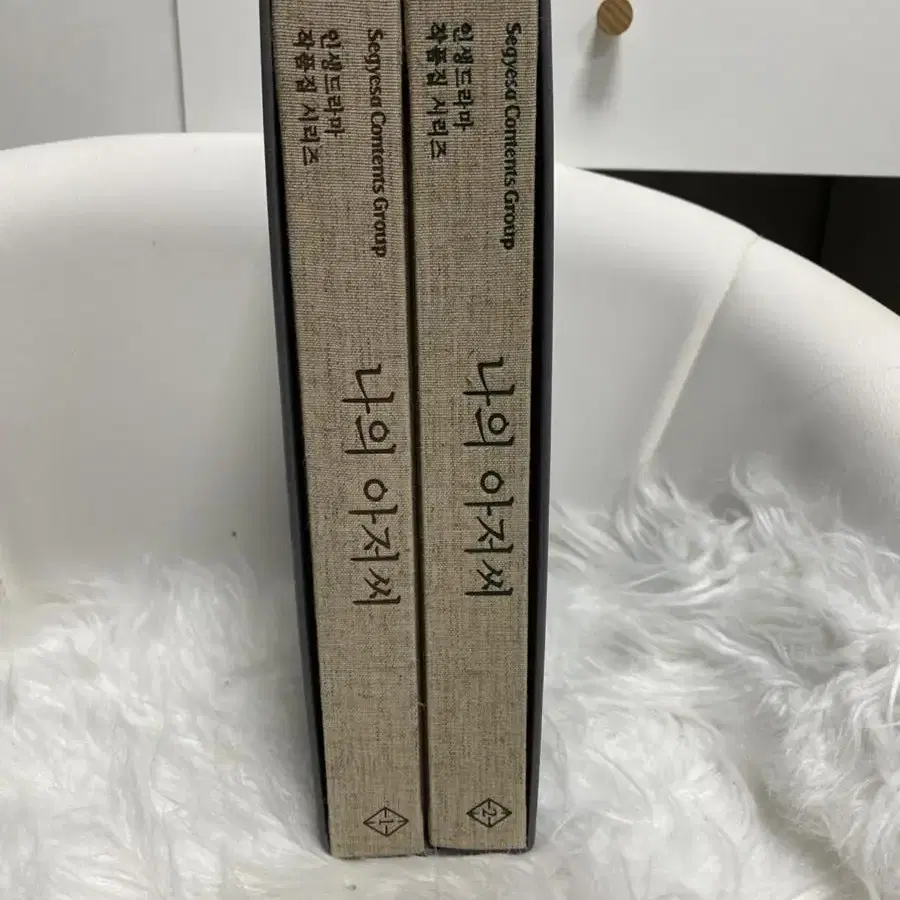 Segyesa Contents Group
인생드라마
작품집 시리즈
나의 아저씨
1
Segyesa Contents Group
인생드라마
작품집 시리즈
나의 아저씨
2